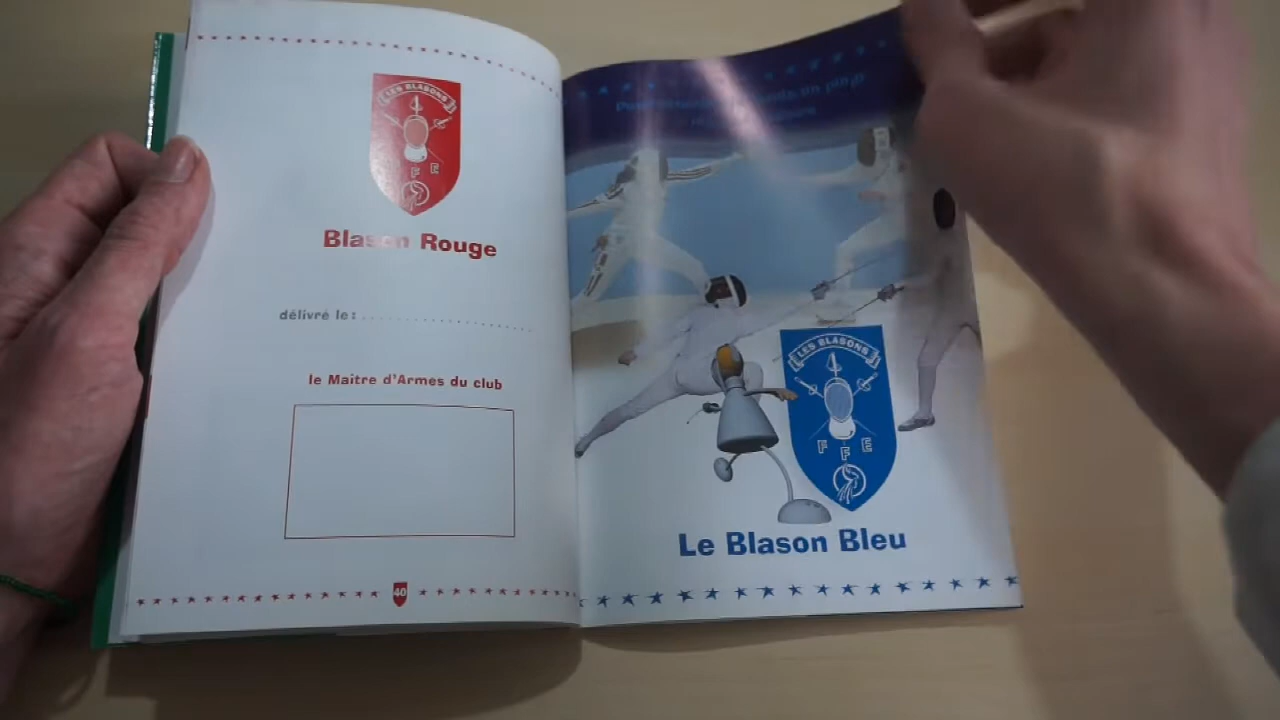 LES BLASONS
F E
Blason Rouge
délivré le :
le Maître d'Armes du club
40
LES BLASONS
F F E
Le Blason Bleu